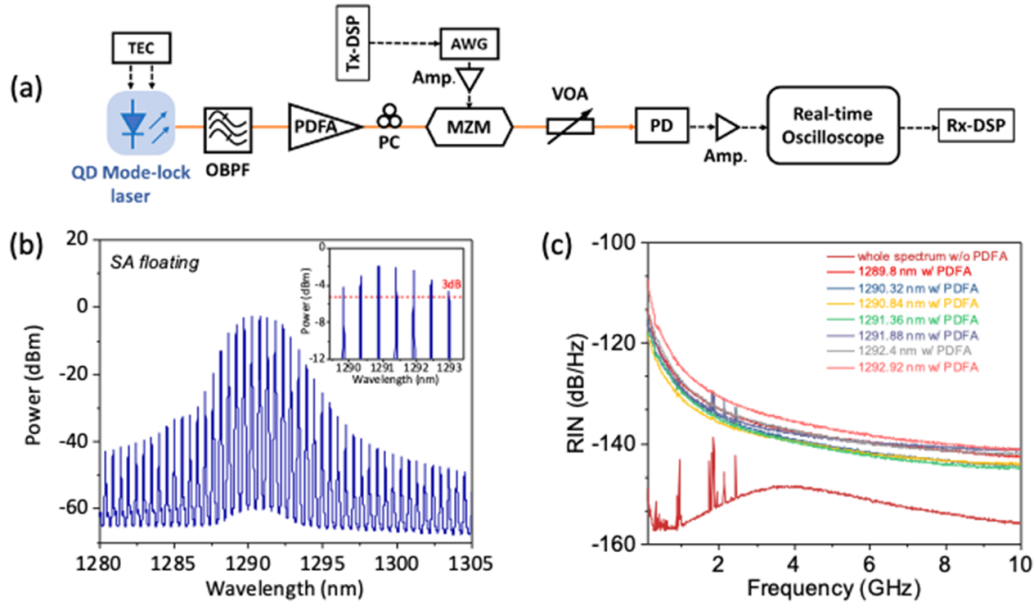 (a)
TEC
QD Mode-lock
laser
OBPF
PDFA
PC
Tx-DSP
AWG
Amp.
MZM
VOA
PD
Amp.
Real-time
Oscilloscope
Rx-DSP
(b)
SA floating
Power (dBm)
20
0
-20
-40
-60
1280 1285 1290 1295 1300 1305
Wavelength (nm)
Power (dBm)
0
-4
-8
-12
3dB
1290 1291 1292 1293
Wavelength (nm)
(c)
RIN (dB/Hz)
-100
-120
-140
-160
whole spectrum w/o PDFA
1289.8 nm w/ PDFA
1290.32 nm w/ PDFA
1290.84 nm w/ PDFA
1291.36 nm w/ PDFA
1291.88 nm w/ PDFA
1292.4 nm w/ PDFA
1292.92 nm w/ PDFA
2 4 6 8 10
Frequency (GHz)